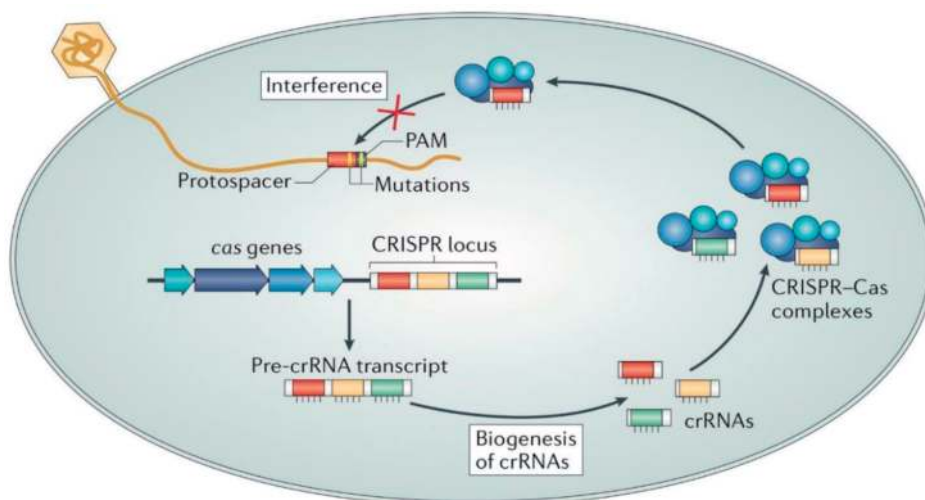 Interference
PAM
Protospacer
Mutations
cas genes
CRISPR locus
CRISPR–Cas
complexes
Pre-crRNA transcript
crRNAs
Biogenesis
of crRNAs